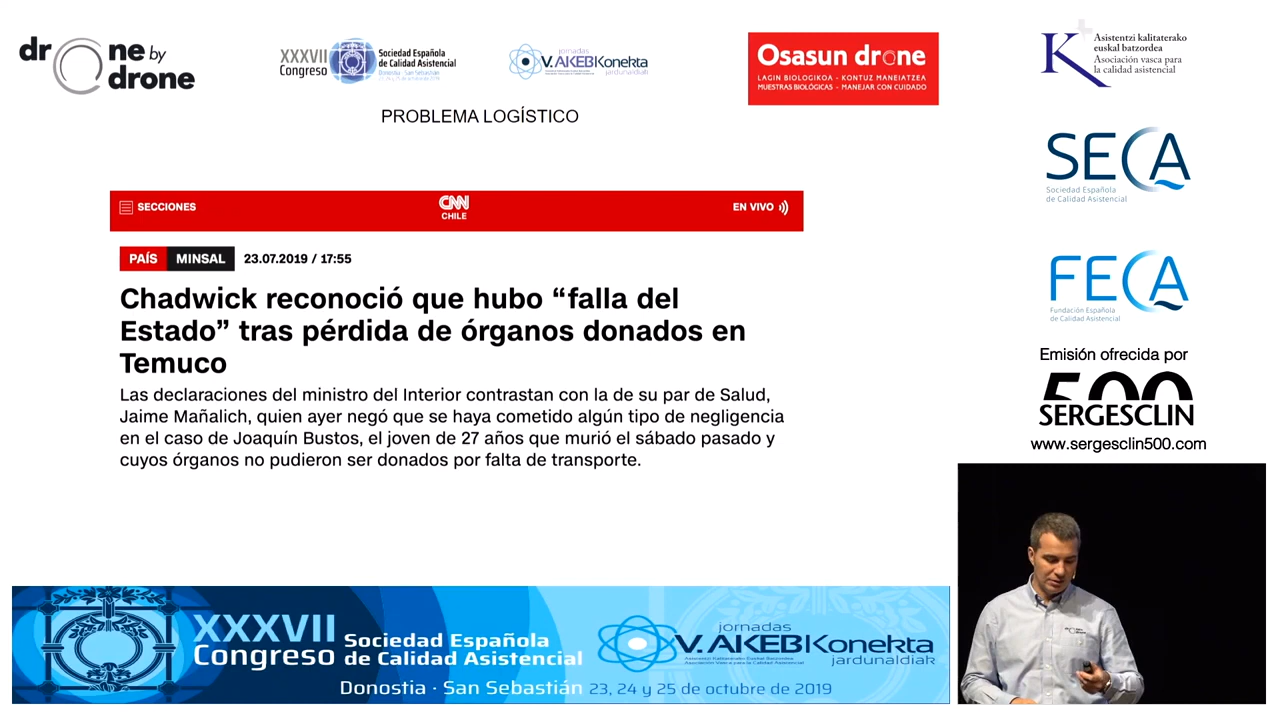 drone by
drone
XXXVII
Congreso
Sociedad Española
de Calidad Asistencial
Donostia · San Sebastián
jornadas
V. AKEBIKonekta
jardunaldiak
Osasun drone
LAGIN BIOLOGIKOA - KONTUZ MANEIATZEA
MUESTRAS BIOLÓGICAS - MANEJAR CON CUIDADO
K
Asistentzi kalitaterako
euskal batzordea
Asociación vasca para
la calidad asistencial
PROBLEMA LOGÍSTICO
SECA
Sociedad Española
de Calidad Asistencial
SECCIONES
CNN
CHILE
EN VIVO
PAÍS MINSAL 23.07.2019 / 17:55
Chadwick reconoció que hubo “falla del
Estado” tras pérdida de órganos donados en
Temuco
Las declaraciones del ministro del Interior contrastan con la de su par de Salud,
Jaime Mañalich, quien ayer negó que se haya cometido algún tipo de negligencia
en el caso de Joaquín Bustos, el joven de 27 años que murió el sábado pasado y
cuyos órganos no pudieron ser donados por falta de transporte.
FECA
Fundación Española
de Calidad Asistencial
Emisión ofrecida por
500
SERGESCLIN
www.sergesclin500.com
XXXVII
Congreso
Sociedad Española
de Calidad Asistencial
jornadas
V. AKEBIKonekta
jardunaldiak
Donostia · San Sebastián 23, 24 y 25 de octubre de 2019